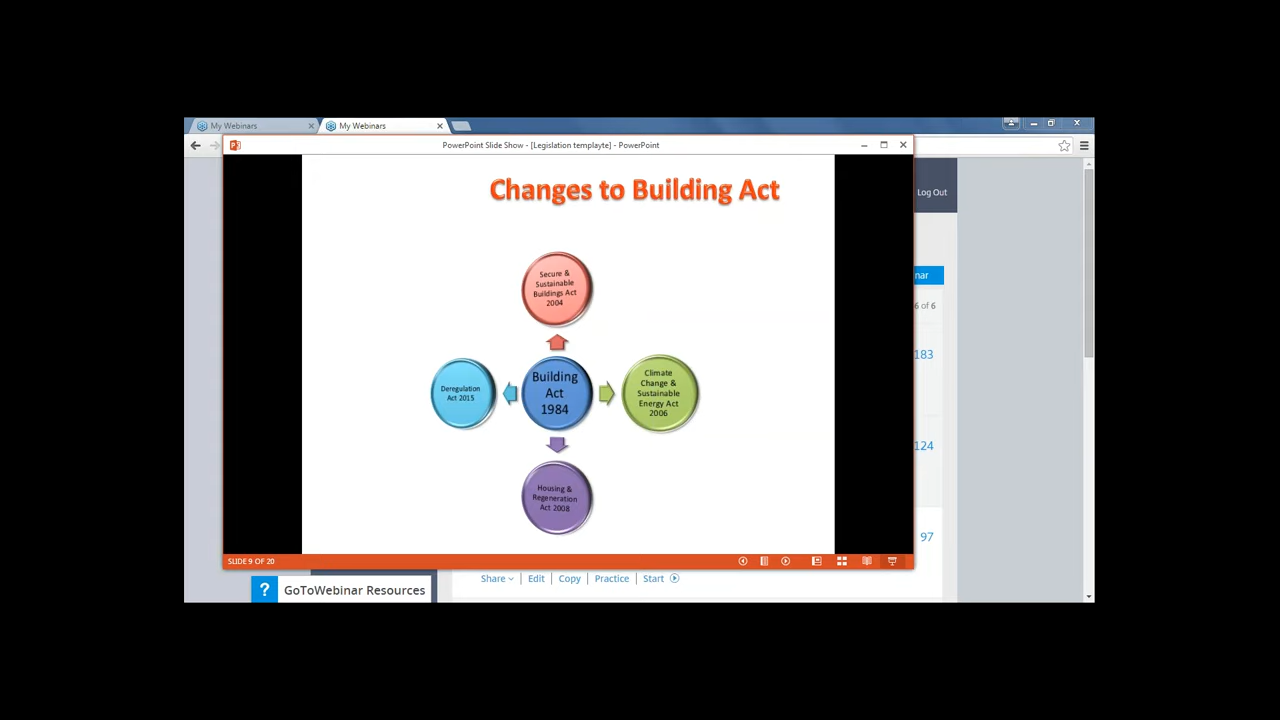 My Webinars
My Webinars
PowerPoint Slide Show - [Legislation templayte] - PowerPoint
Log Out
Changes to Building Act
Secure &
Sustainable
Buildings Act
2004
Deregulation
Act 2015
Building
Act
1984
Climate
Change &
Sustainable
Energy Act
2006
Housing &
Regeneration
Act 2008
nar
6 of 6
183
124
97
SLIDE 9 OF 20
? GoToWebinar Resources
Share Edit Copy Practice Start